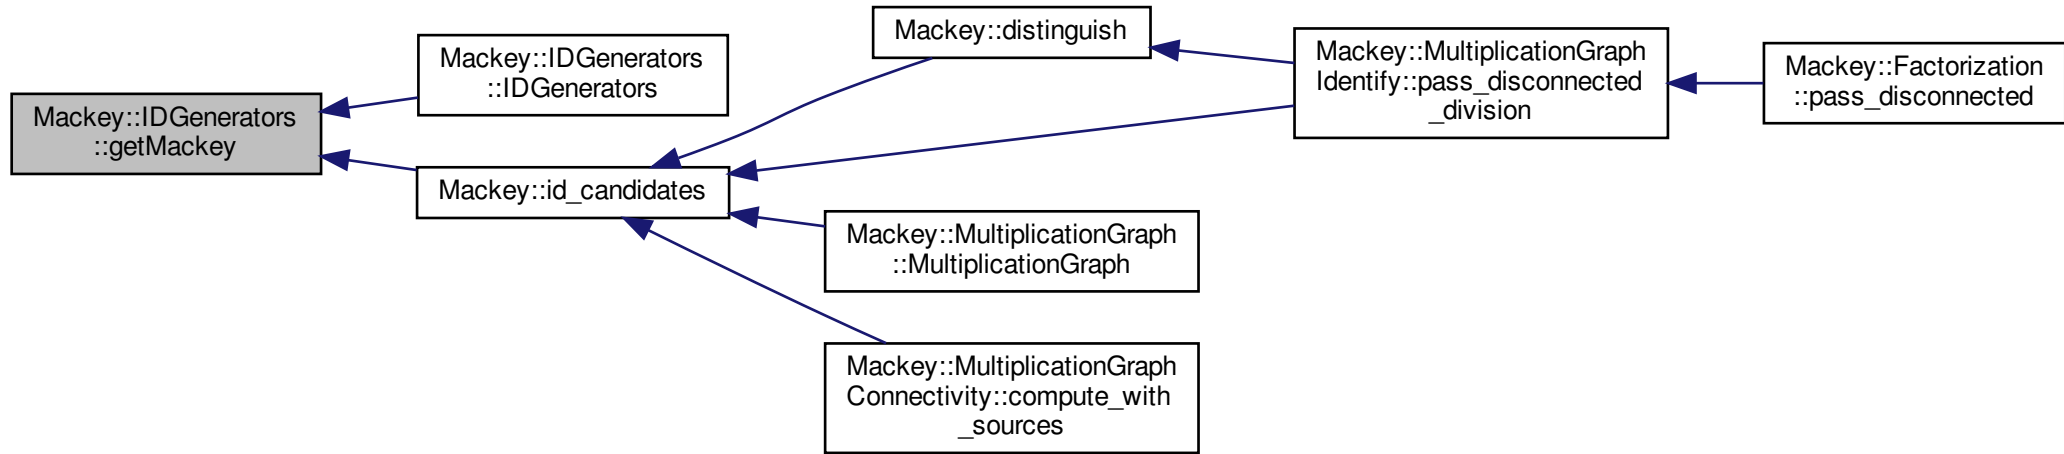 Mackey::IDGenerators
::getMackey
Mackey::IDGenerators
::IDGenerators
Mackey::id_candidates
Mackey::distinguish
Mackey::MultiplicationGraph
::MultiplicationGraph
Mackey::MultiplicationGraph
Connectivity::compute_with
_sources
Mackey::MultiplicationGraph
Identify::pass_disconnected
_division
Mackey::Factorization
::pass_disconnected